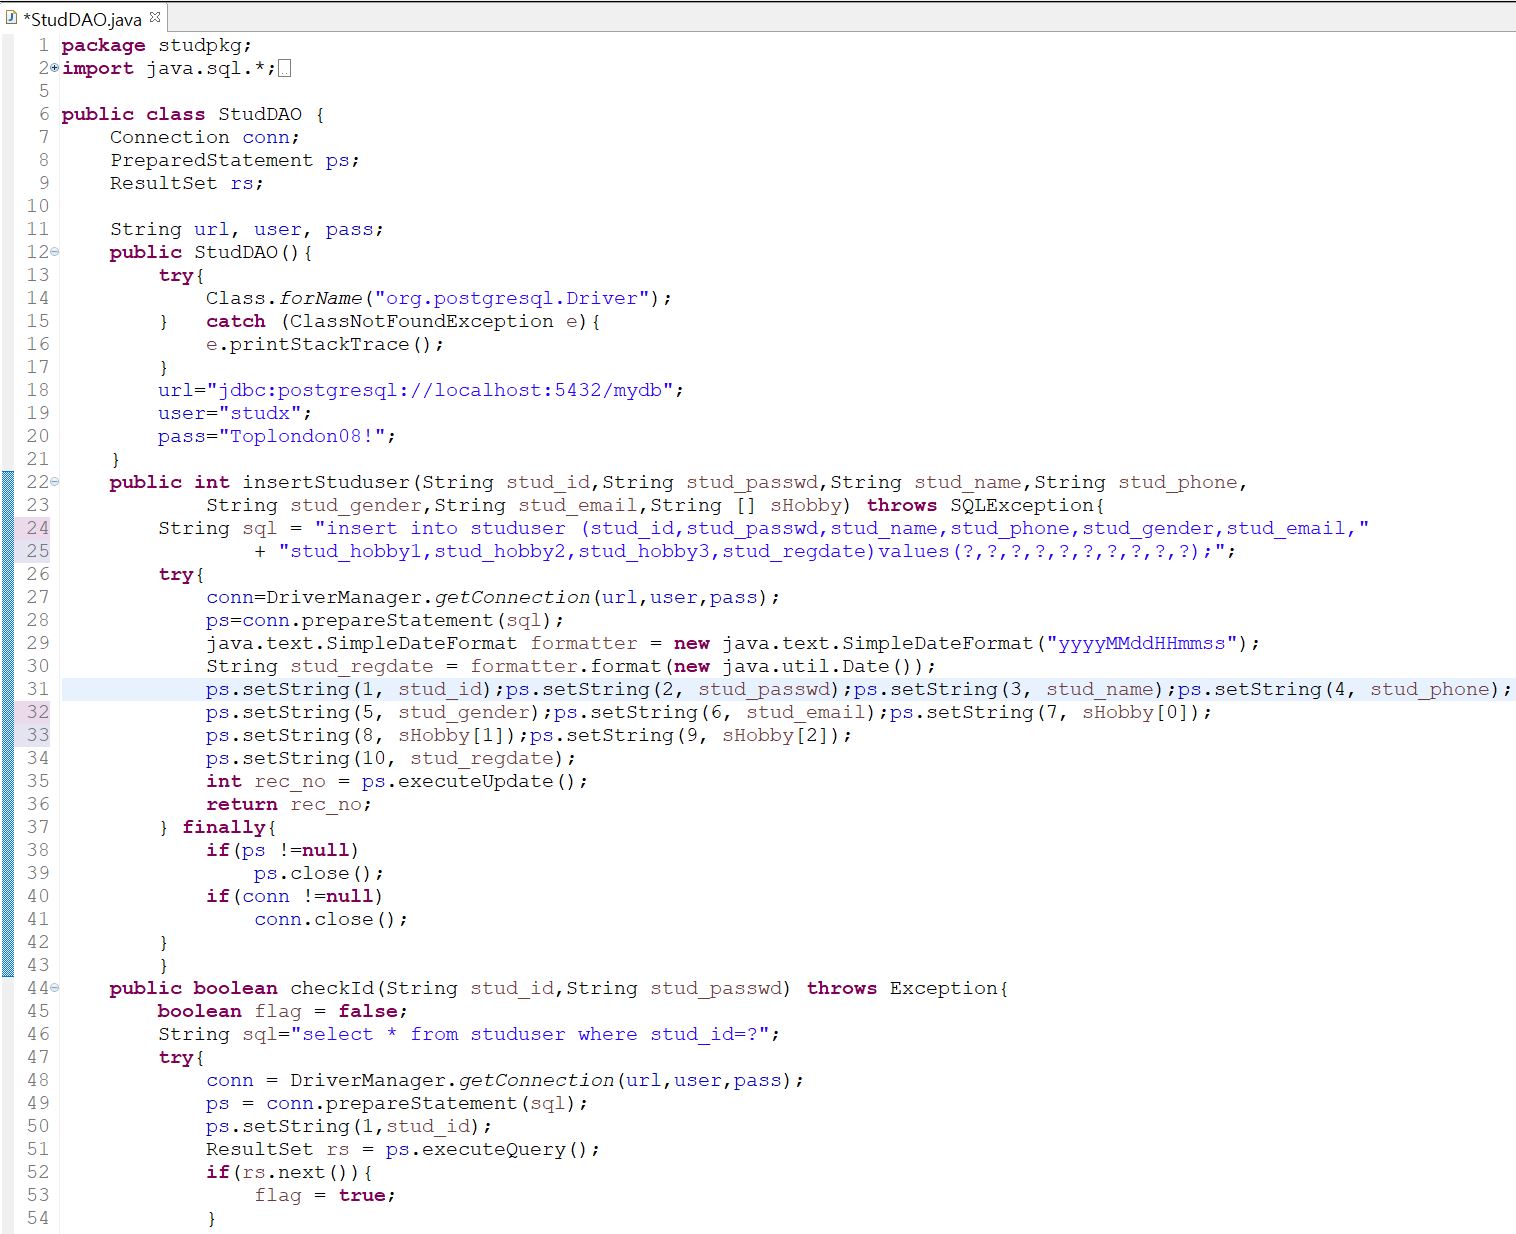 *StudDAO.java
1 package studpkg;
2 import java.sql.*;
5
6 public class StudDAO {
7     Connection conn;
8     PreparedStatement ps;
9     ResultSet rs;
10
11     String url, user, pass;
12     public StudDAO(){
13         try{
14             Class.forName("org.postgresql.Driver");
15         }   catch (ClassNotFoundException e){
16             e.printStackTrace();
17         }
18         url="jdbc:postgresql://localhost:5432/mydb";
19         user="studx";
20         pass="Toplondon08!";
21     }
22     public int insertStuduser(String stud_id,String stud_passwd,String stud_name,String stud_phone,
23             String stud_gender,String stud_email,String [] sHobby) throws SQLException{
24         String sql = "insert into studuser (stud_id,stud_passwd,stud_name,stud_phone,stud_gender,stud_email,"
25                 + "stud_hobby1,stud_hobby2,stud_hobby3,stud_regdate)values(?,?,?,?,?,?,?,?,?,?);";
26         try{
27             conn=DriverManager.getConnection(url,user,pass);
28             ps=conn.prepareStatement(sql);
29             java.text.SimpleDateFormat formatter = new java.text.SimpleDateFormat("yyyyMMddHHmmss");
30             String stud_regdate = formatter.format(new java.util.Date());
31             ps.setString(1, stud_id);ps.setString(2, stud_passwd);ps.setString(3, stud_name);ps.setString(4, stud_phone);
32             ps.setString(5, stud_gender);ps.setString(6, stud_email);ps.setString(7, sHobby[0]);
33             ps.setString(8, sHobby[1]);ps.setString(9, sHobby[2]);
34             ps.setString(10, stud_regdate);
35             int rec_no = ps.executeUpdate();
36             return rec_no;
37         } finally{
38             if(ps !=null)
39                 ps.close();
40             if(conn !=null)
41                 conn.close();
42         }
43         }
44     public boolean checkId(String stud_id,String stud_passwd) throws Exception{
45         boolean flag = false;
46         String sql="select * from studuser where stud_id=?";
47         try{
48             conn = DriverManager.getConnection(url,user,pass);
49             ps = conn.prepareStatement(sql);
50             ps.setString(1,stud_id);
51             ResultSet rs = ps.executeQuery();
52             if(rs.next()){
53                 flag = true;
54             }